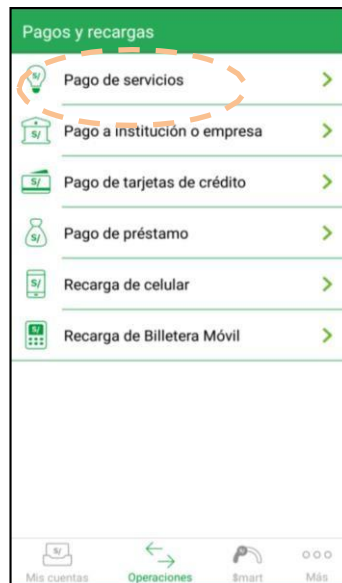 Pagos y recargas
S/ Pago de servicios
S/ Pago a institución o empresa
S/ Pago de tarjetas de crédito
S/ Pago de préstamo
S/ Recarga de celular
S/ Recarga de Billetera Móvil
S/
Mis cuentas Operaciones $mart Más